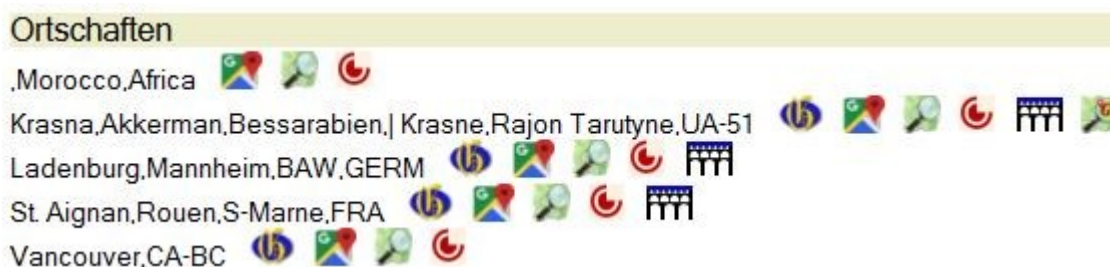 Ortschaften
,Morocco,Africa
Krasna,Akkerman,Bessarabien,| Krasne,Rajon Tarutyne,UA-51
Ladenburg,Mannheim,BAW,GERM
St. Aignan,Rouen,S-Marne,FRA
Vancouver,CA-BC